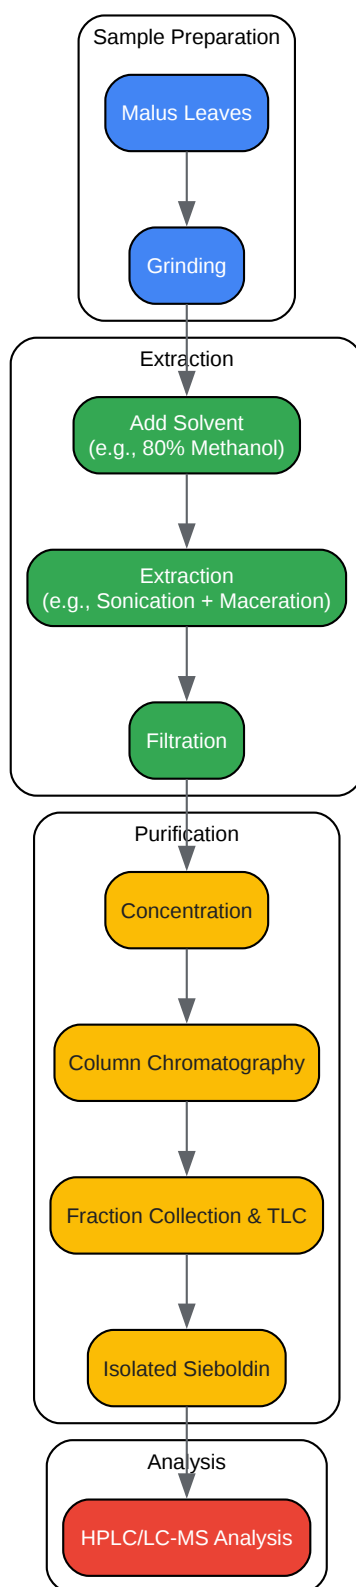 Sample Preparation
Malus Leaves
Grinding
Extraction
Add Solvent
(e.g., 80% Methanol)
Extraction
(e.g., Sonication + Maceration)
Filtration
Purification
Concentration
Column Chromatography
Fraction Collection & TLC
Isolated Sieboldin
Analysis
HPLC/LC-MS Analysis